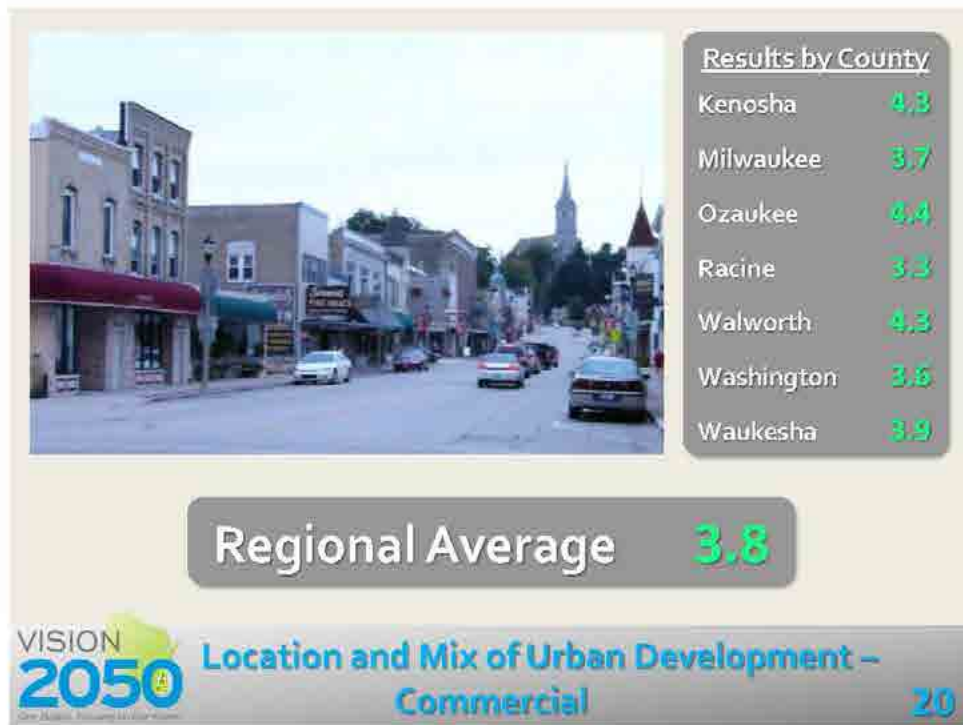 Results by County
Kenosha 4.3
Milwaukee 3.7
Ozaukee 4.4
Racine 3.3
Walworth 4.3
Washington 3.6
Waukesha 3.9
Regional Average 3.8
VISION
2050
Location and Mix of Urban Development –
Commercial 20